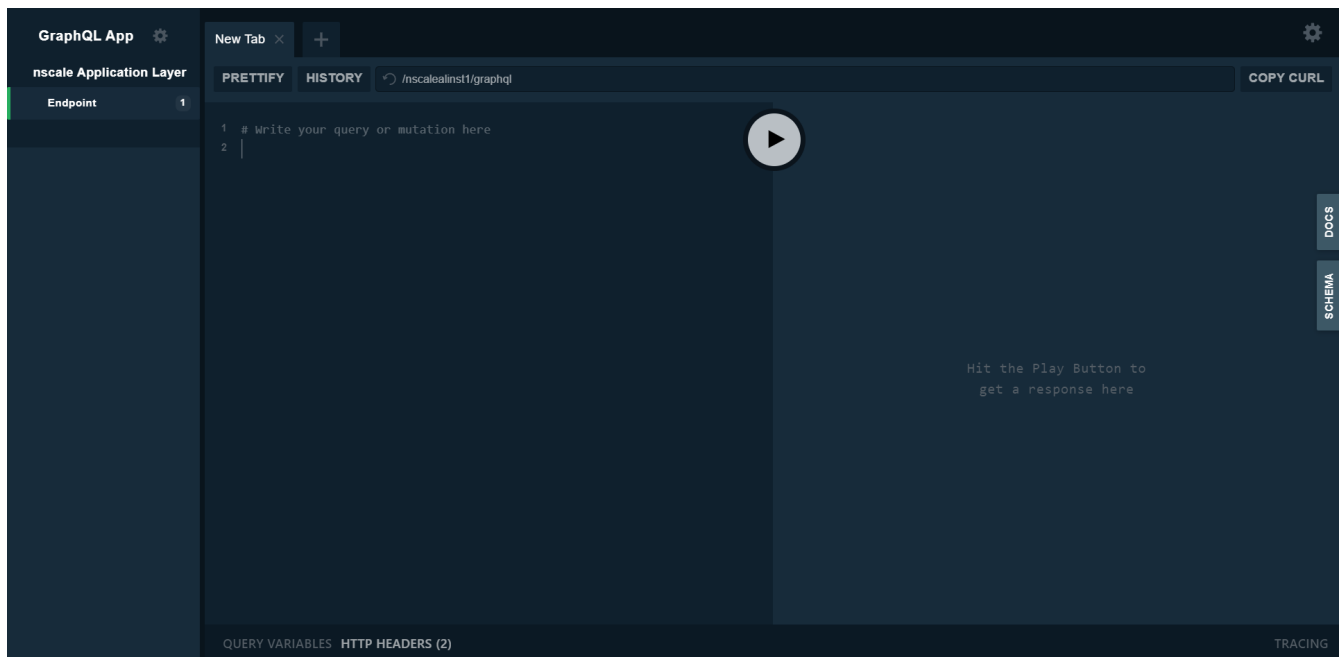 GraphQL App
nscale Application Layer
Endpoint 1
New Tab × +
PRETTIFY HISTORY /nscalealinst1/graphql COPY CURL
1 # Write your query or mutation here
2
DOCS
SCHEMA
Hit the Play Button to
get a response here
QUERY VARIABLES HTTP HEADERS (2) TRACING